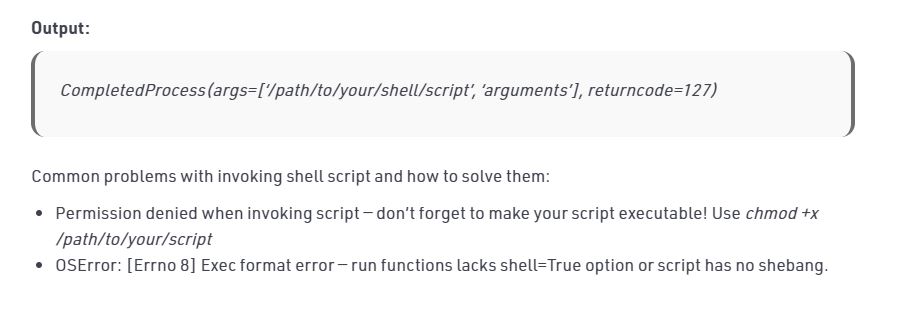 Output:
CompletedProcess(args=['/path/to/your/shell/script’, ‘arguments’], returncode=127)
Common problems with invoking shell script and how to solve them:
• Permission denied when invoking script — don’t forget to make your script executable! Use chmod +x
/path/to/your/script
• OSError: [Errno 8] Exec format error — run functions lacks shell=True option or script has no shebang.